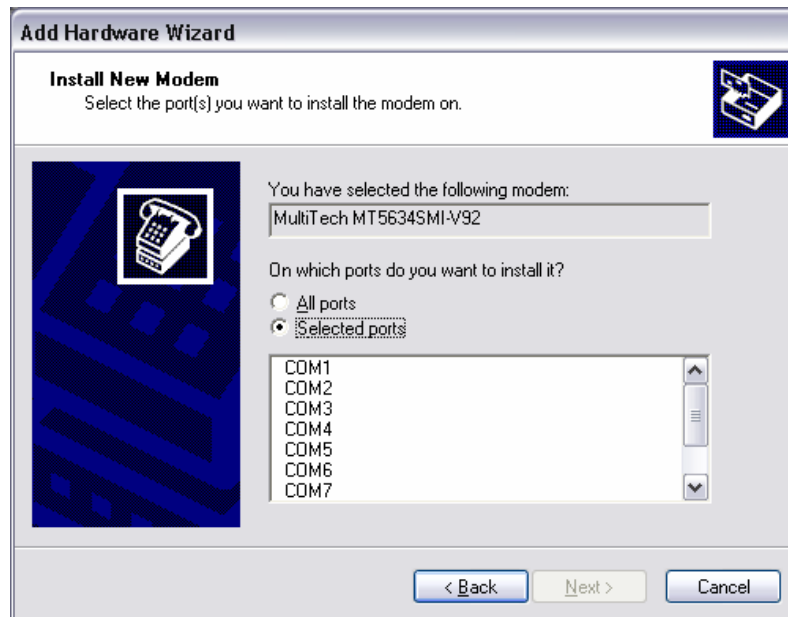 Add Hardware Wizard
Install New Modem
Select the port(s) you want to install the modem on.
You have selected the following modem:
MultiTech MT5634SMI-V92
On which ports do you want to install it?
All ports
Selected ports
COM1
COM2
COM3
COM4
COM5
COM6
COM7
< Back Next > Cancel